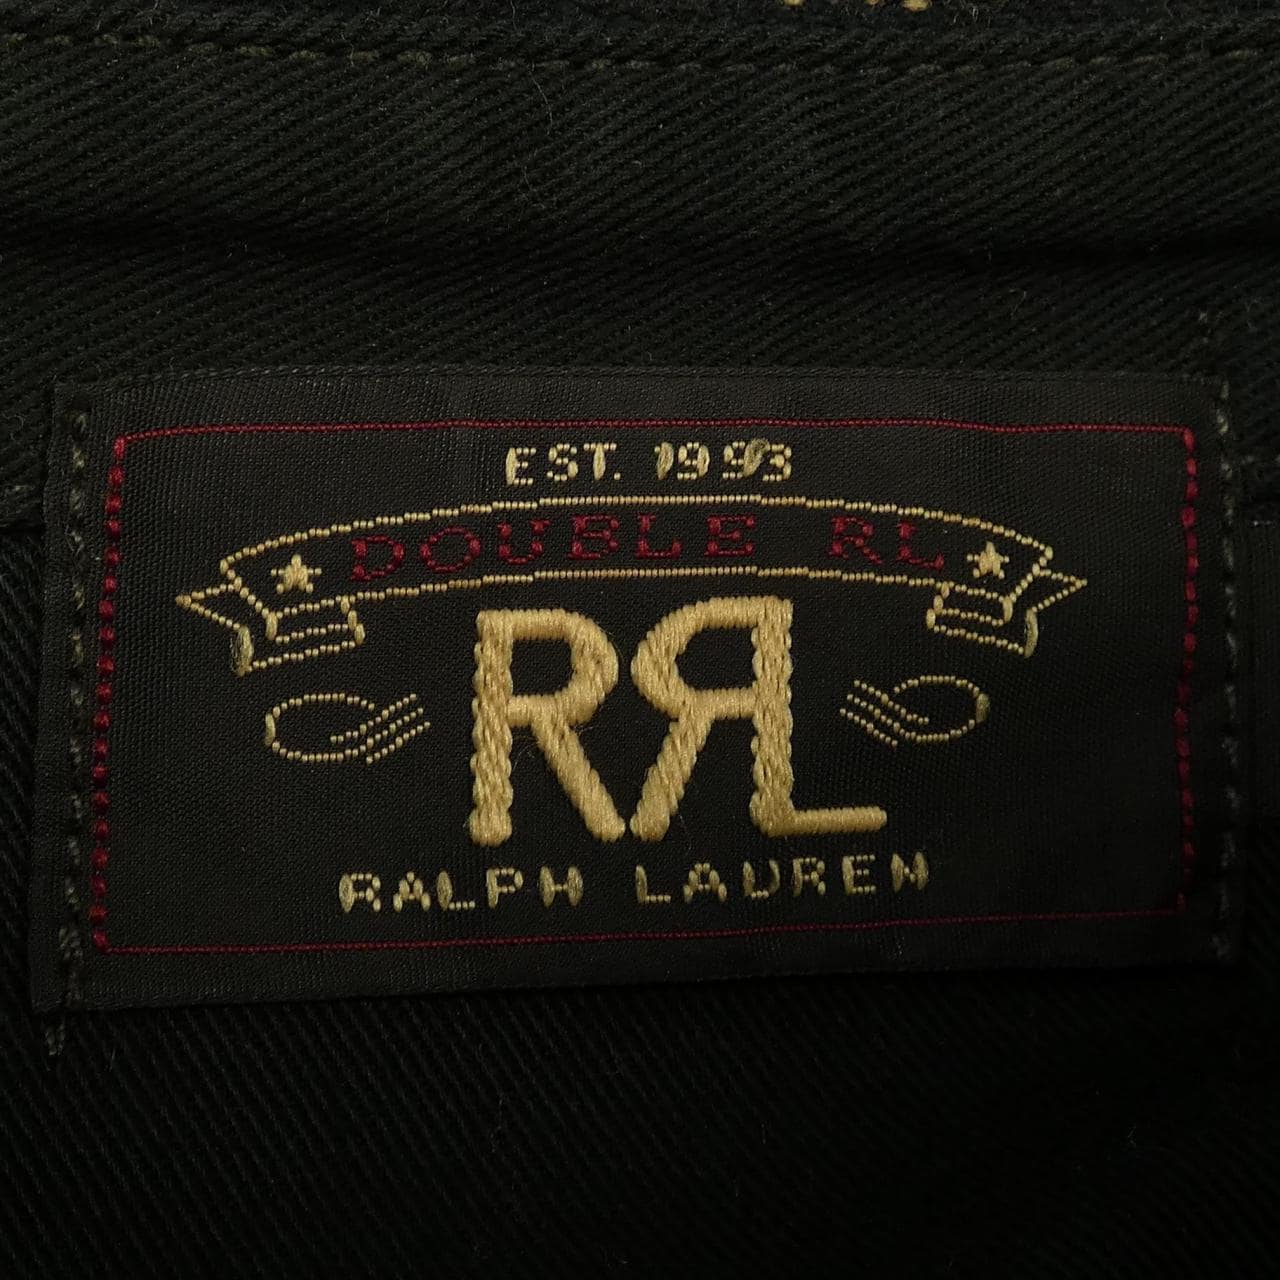 EST. 1993
DOUBLE RL
RRL
RALPH LAUREN